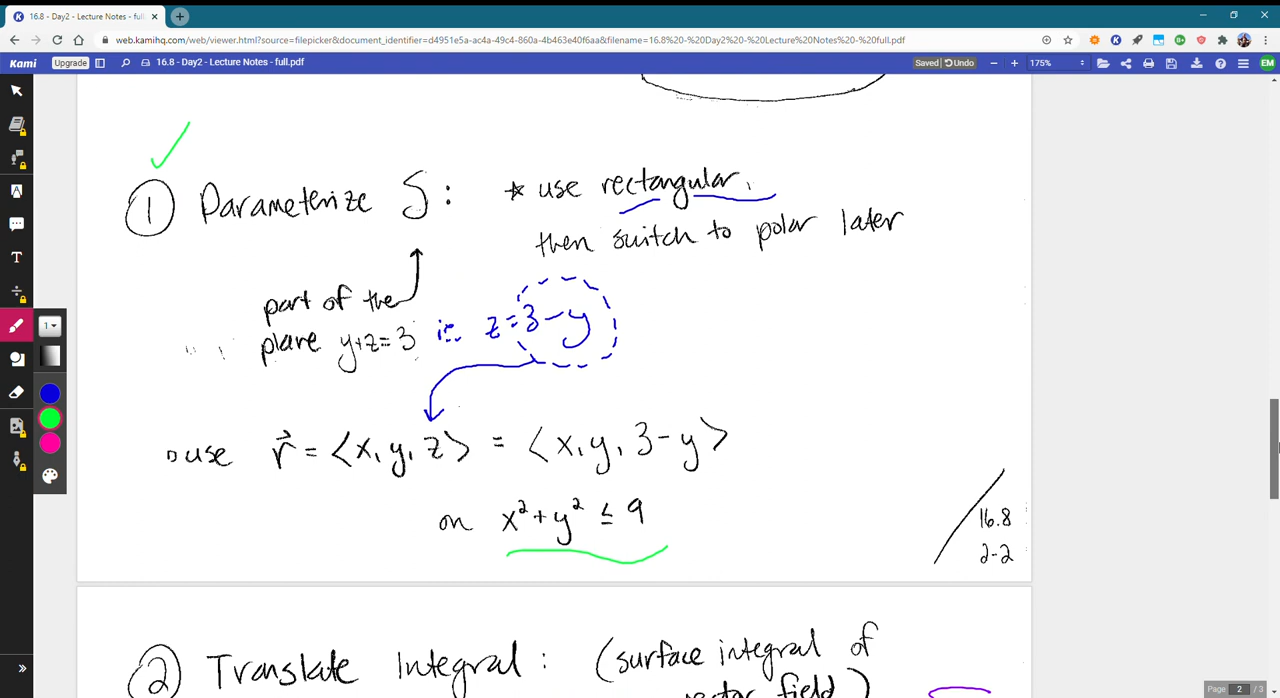 16.8 - Day2 - Lecture Notes - full.
web.kamihq.com/web/viewer.html?source=filepicker&document_identifier=d4951e5a-ac4a-49c4-860a-4b463e40f6aa&filename=16.8%20-%20Day2%20-%20Lecture%20Notes%20-%20full.pdf
Kami Upgrade 16.8 - Day2 - Lecture Notes - full.pdf Saved Undo 175% EM
① Parameterize S: * use rectangular,
then switch to polar later
part of the
plane y+z=3 i.e. z=3-y
use r⃗ = <x, y, z> = <x, y, 3-y>
on x² + y² ≤ 9
16.8
2-2
② Translate Integral: (surface integral of
vector field)
Page 2 / 3